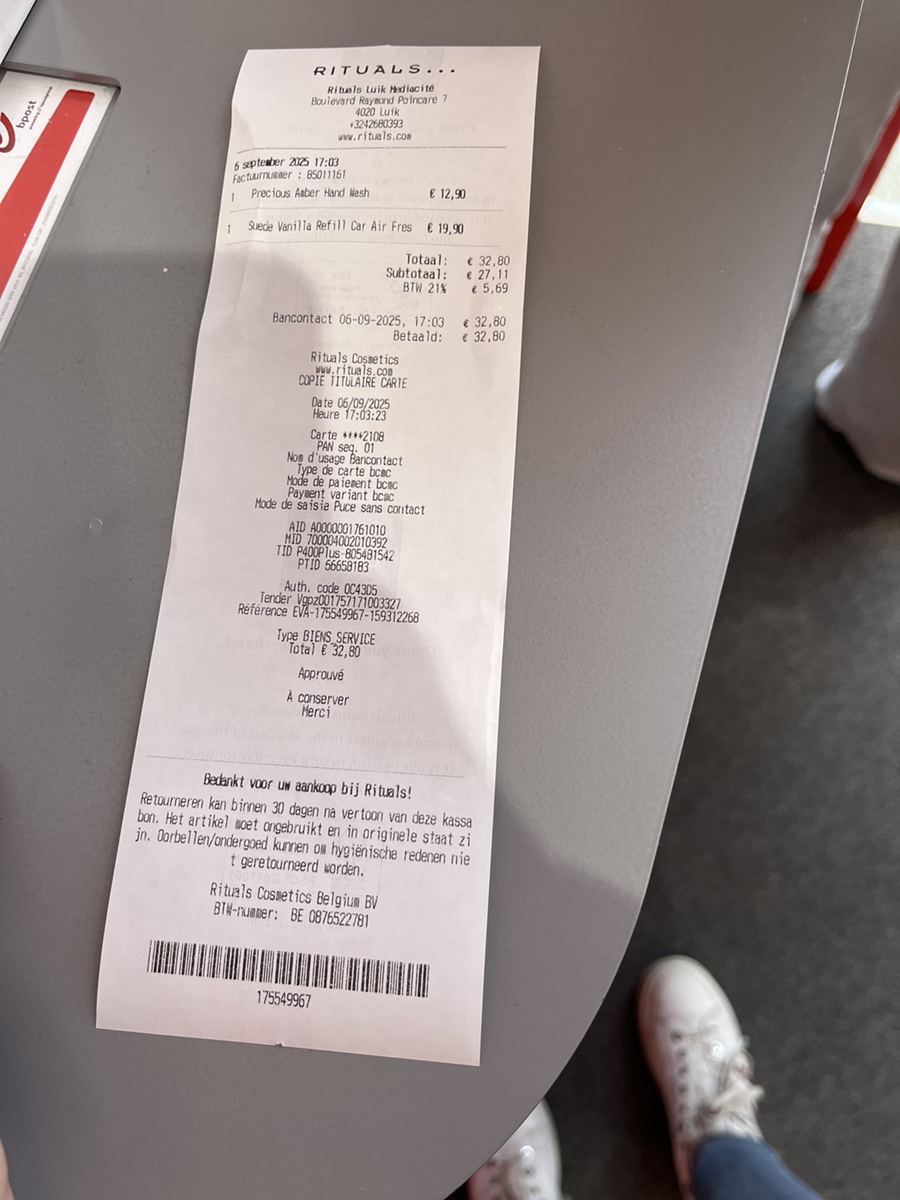 bpost
RITUALS...
Rituals Luik Mediacité
Boulevard Raymond Poincare 7
4020 Luik
+3242680393
www.rituals.com
6 september 2025 17:03
Factuurnummer : 85011161
1 Precious Amber Hand Wash € 12,90
1 Suede Vanilla Refill Car Air Fres € 19,90
Totaal: € 32,80
Subtotaal: € 27,11
BTW 21% € 5,69
Bancontact 06-09-2025, 17:03 € 32,80
Betaald: € 32,80
Rituals Cosmetics
www.rituals.com
COPIE TITULAIRE CARTE
Date 06/09/2025
Heure 17:03:23
Carte ****2108
PAN seq. 01
Nom d'usage Bancontact
Type de carte bcmc
Mode de paiement bcmc
Payment variant bcmc
Mode de saisie Puce sans contact
AID A0000001761010
MID 700004002010392
TID P400Plus-805481542
PTID 56658183
Auth. code 0C43D5
Tender Vgpz001757171003327
Référence EVA-175549967-159312268
Type BIENS_SERVICE
Total € 32,80
Approuvé
À conserver
Merci
Bedankt voor uw aankoop bij Rituals!
Retourneren kan binnen 30 dagen na vertoon van deze kassa
bon. Het artikel moet ongebruikt en in originele staat zi
jn. Oorbellen/ondergoed kunnen om hygiënische redenen nie
t geretourneerd worden.
Rituals Cosmetics Belgium BV
BTW-nummer: BE 0876522781
175549967